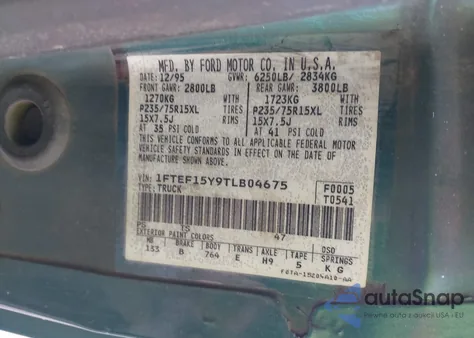 MFD. BY FORD MOTOR CO. IN U.S.A.
DATE: 12/95 GVWR: 6250LB/ 2834KG
FRONT GAWR: 2800LB REAR GAWR: 3800LB
1270KG WITH 1723KG WITH
P235/75R15XL TIRES P235/75R15XL TIRES
15X7.5J RIMS 15X7.5J RIMS
AT 35 PSI COLD AT 41 PSI COLD
THIS VEHICLE CONFORMS TO ALL APPLICABLE FEDERAL MOTOR
VEHICLE SAFETY STANDARDS IN EFFECT ON THE DATE OF
MANUFACTURE SHOWN ABOVE.
VIN: 1FTEF15Y9TLB04675 F0005
TYPE: TRUCK T0541
PG TS 47
EXTERIOR PAINT COLORS DSO
WB BRAKE BODY TRANS AXLE TAPE SPRINGS
133 B 764 E H9 5 K G
autoSnap